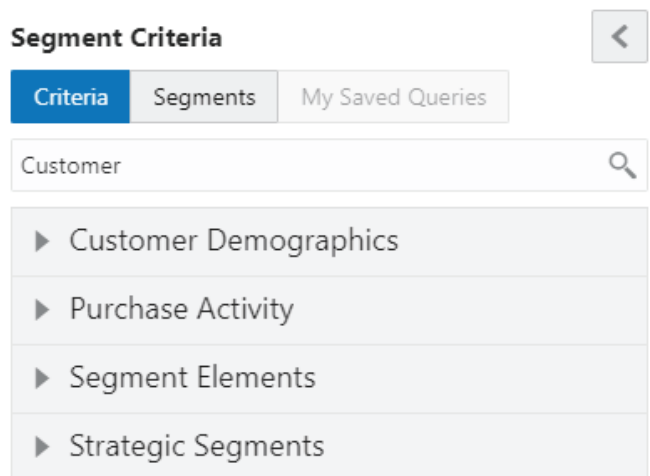 Segment Criteria
Criteria Segments My Saved Queries
Customer
Customer Demographics
Purchase Activity
Segment Elements
Strategic Segments